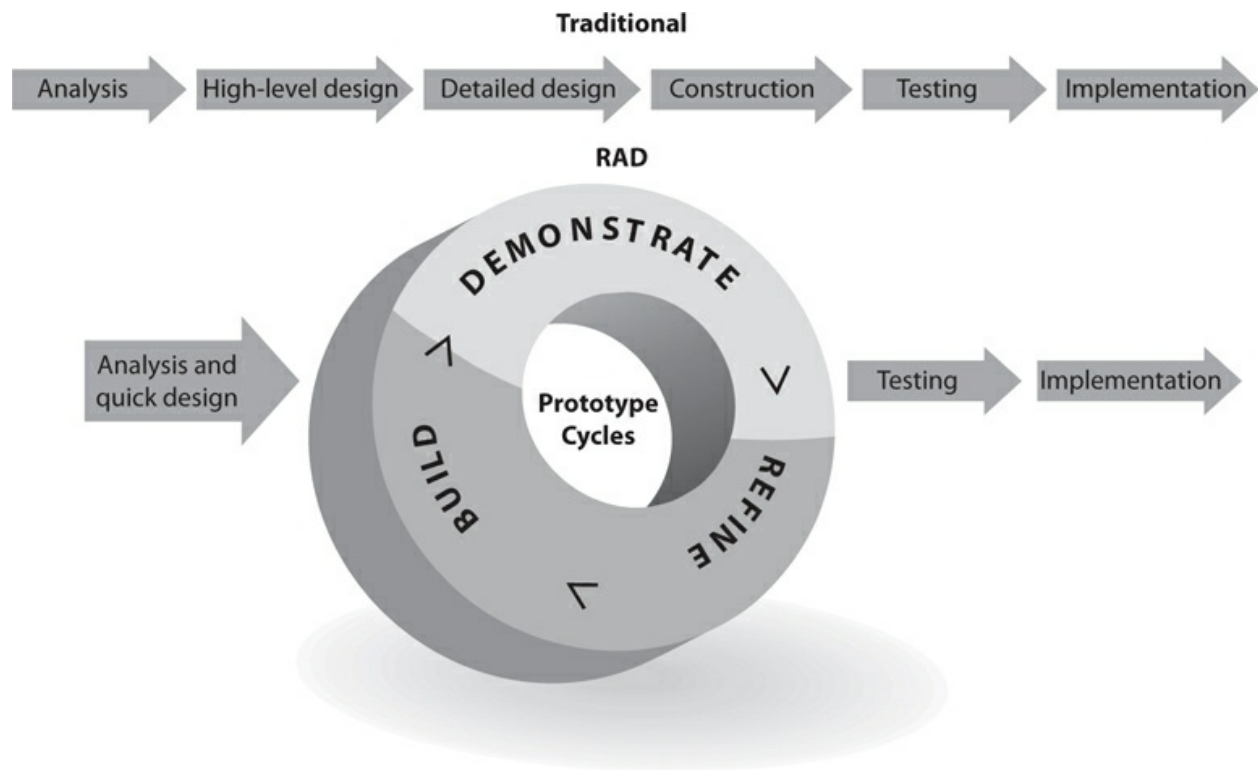 Traditional
Analysis
High-level design
Detailed design
Construction
Testing
Implementation
RAD
DEMONSTRATE
Analysis and
quick design
Prototype
Cycles
BUILD
REFINE
Testing
Implementation